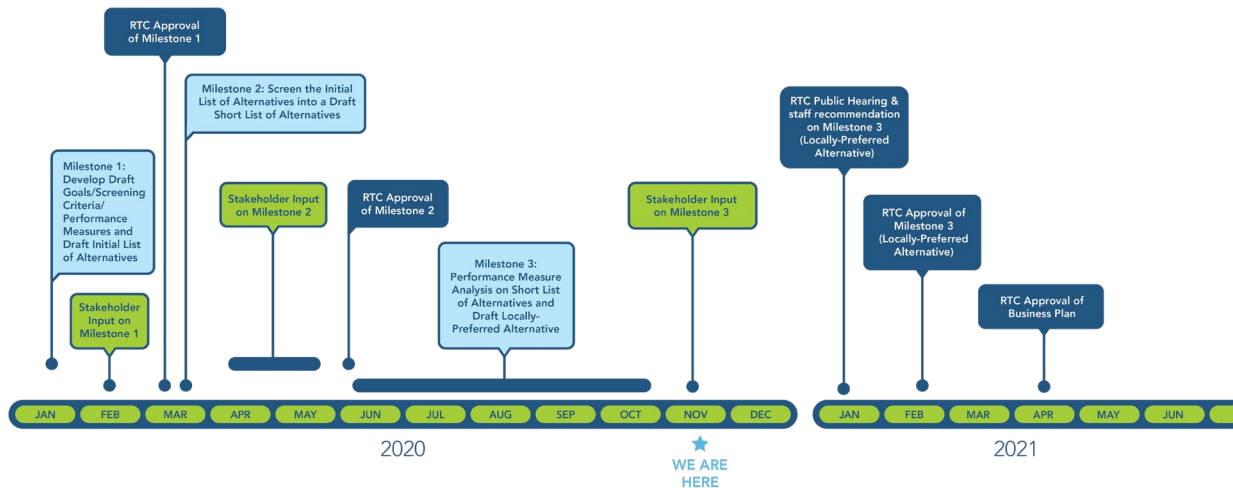 RTC Approval
of Milestone 1
Milestone 2: Screen the Initial
List of Alternatives into a Draft
Short List of Alternatives
Milestone 1:
Develop Draft
Goals/Screening
Criteria/
Performance
Measures and
Draft Initial List
of Alternatives
Stakeholder
Input on
Milestone 1
Stakeholder Input
on Milestone 2
RTC Approval
of Milestone 2
Milestone 3:
Performance Measure
Analysis on Short List
of Alternatives and
Draft Locally-
Preferred Alternative
Stakeholder Input
on Milestone 3
RTC Public Hearing &
staff recommendation
on Milestone 3
(Locally-Preferred
Alternative)
RTC Approval of
Milestone 3
(Locally-Preferred
Alternative)
RTC Approval of
Business Plan
JAN FEB MAR APR MAY JUN JUL AUG SEP OCT NOV DEC
JAN FEB MAR APR MAY JUN
2020
2021
WE ARE
HERE